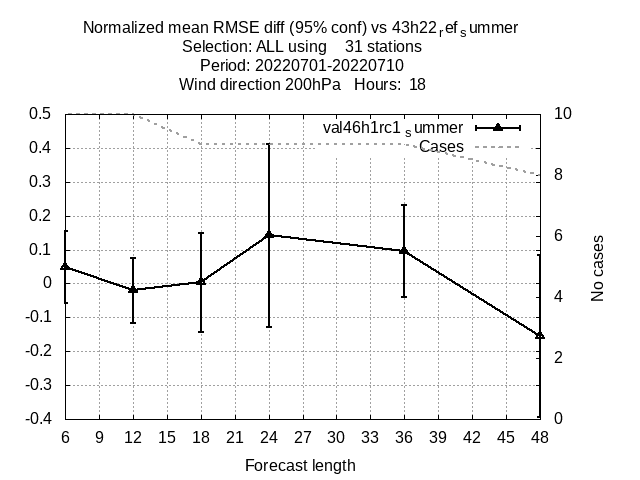 Normalized mean RMSE diff (95% conf) vs 43h22refsummer
Selection: ALL using 31 stations
Period: 20220701-20220710
Wind direction 200hPa Hours: 18
val46h1rc1summer
Cases
0.5
0.4
0.3
0.2
0.1
0
-0.1
-0.2
-0.3
-0.4
10
8
6
4
2
0
No cases
6 9 12 15 18 21 24 27 30 33 36 39 42 45 48
Forecast length